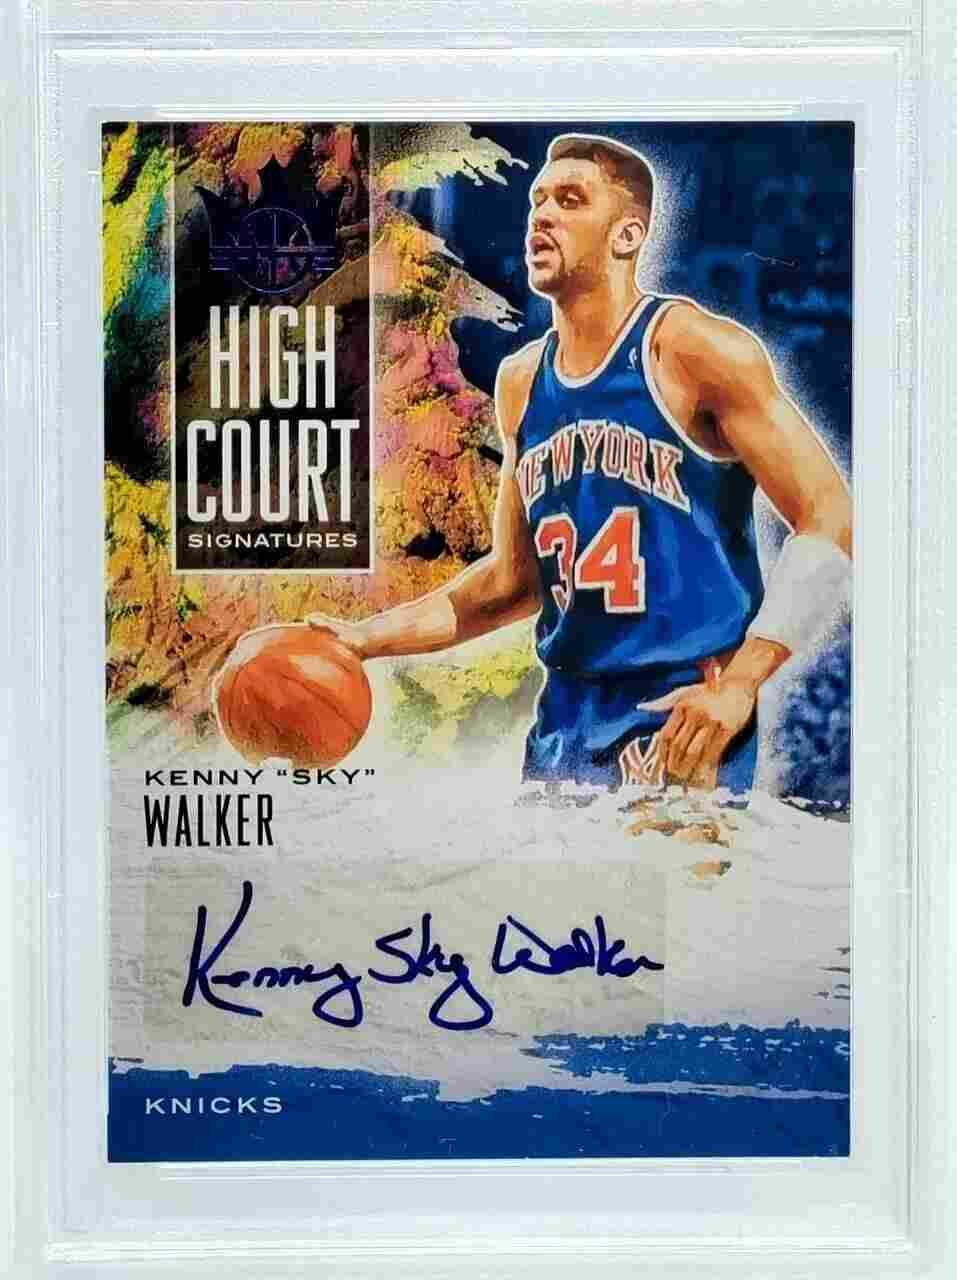 HIGH
COURT
SIGNATURES
NEW YORK
34
KENNY "SKY"
WALKER
Kenny Sky Walker
KNICKS